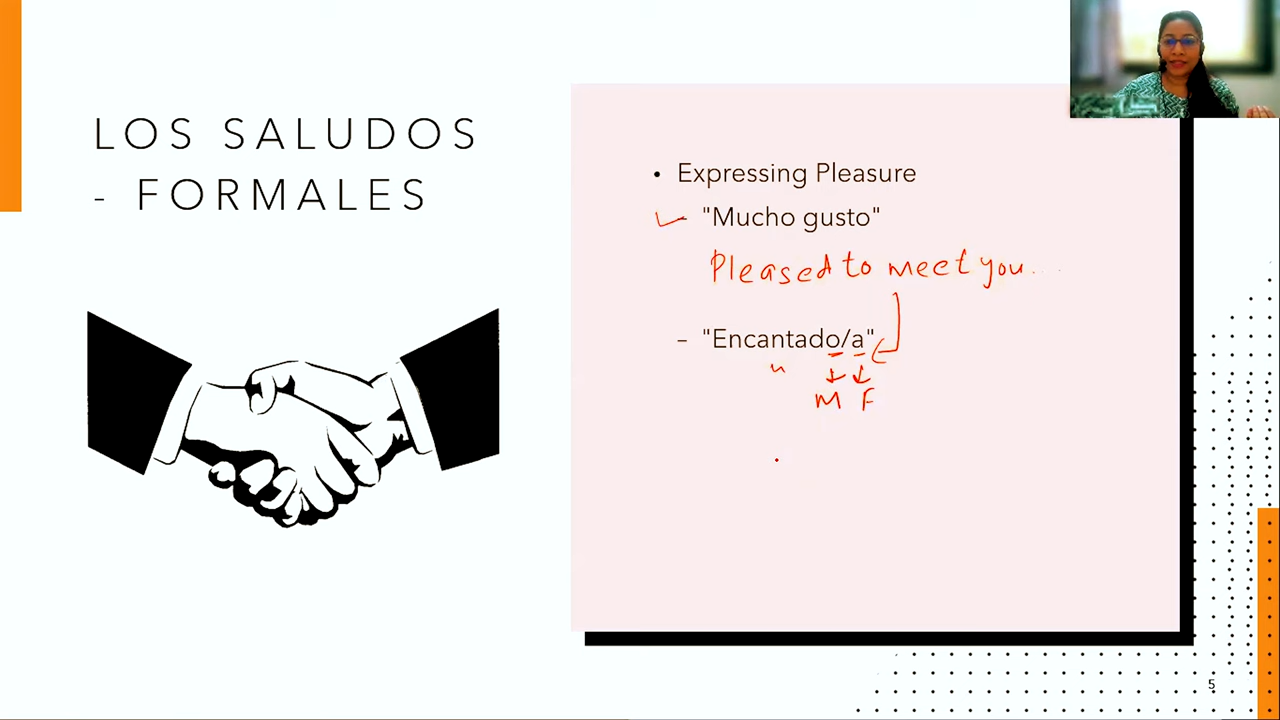 LOS SALUDOS
- FORMALES
• Expressing Pleasure
- "Mucho gusto"
Pleased to meet you...
– "Encantado/a"
M F
5